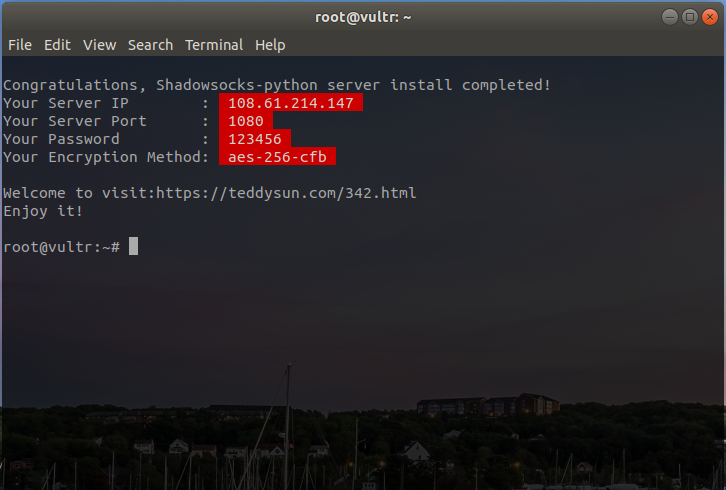 root@vultr: ~
File Edit View Search Terminal Help
Congratulations, Shadowsocks-python server install completed!
Your Server IP : 108.61.214.147
Your Server Port : 1080
Your Password : 123456
Your Encryption Method: aes-256-cfb
Welcome to visit:https://teddysun.com/342.html
Enjoy it!
root@vultr:~#